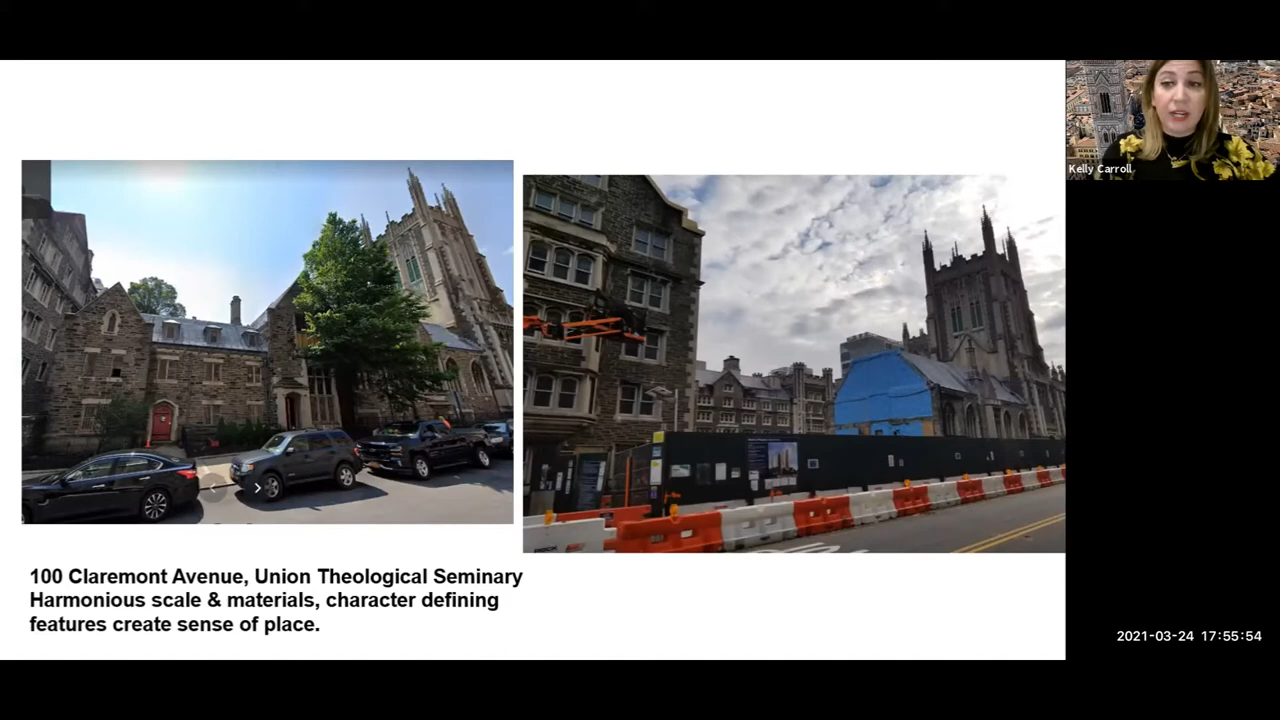 Kelly Carroll
100 Claremont Avenue, Union Theological Seminary
Harmonious scale & materials, character defining
features create sense of place.
2021-03-24 17:55:54